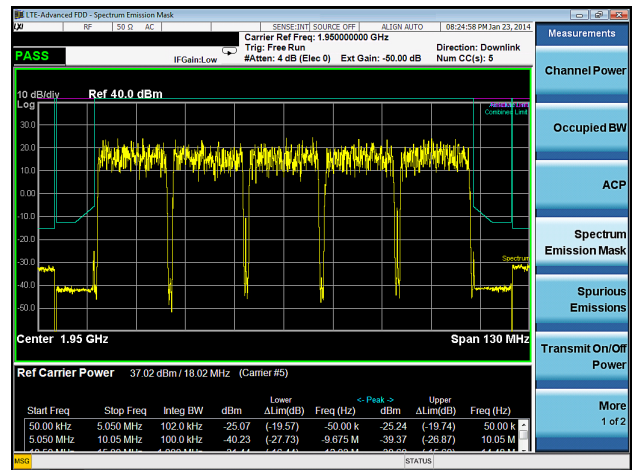 LTE-Advanced FDD - Spectrum Emission Mask
RF 50 Ω AC SENSE:INT SOURCE OFF ALIGN AUTO 08:24:58 PM Jan 23, 2014
Carrier Ref Freq: 1.950000000 GHz
PASS Trig: Free Run Direction: Downlink
IFGain:Low #Atten: 4 dB (Elec 0) Ext Gain: -50.00 dB Num CC(s): 5
10 dB/div Ref 40.0 dBm
Log
Absolute Limit
Combined Limit
30.0
20.0
10.0
0.00
-10.0
-20.0
-30.0
Spectrum
-40.0
-50.0
Center 1.95 GHz Span 130 MHz
Ref Carrier Power 37.02 dBm / 18.02 MHz (Carrier #5)
Lower <- Peak -> Upper
Start Freq Stop Freq Integ BW dBm ΔLim(dB) Freq (Hz) dBm ΔLim(dB) Freq (Hz)
50.00 kHz 5.050 MHz 102.0 kHz -25.07 (-19.57) -50.00 k -25.24 (-19.74) 50.00 k
5.050 MHz 10.05 MHz 100.0 kHz -40.23 (-27.73) -9.675 M -39.37 (-26.87) 10.05 M
MSG STATUS
Measurements
Channel Power
Occupied BW
ACP
Spectrum
Emission Mask
Spurious
Emissions
Transmit On/Off
Power
More
1 of 2